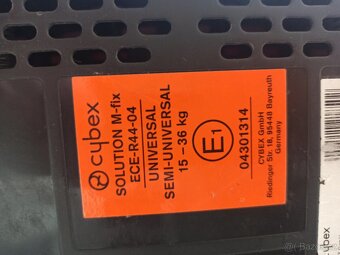 cybex
SOLUTION M-fix
ECE-R44-04
UNIVERSAL
SEMI-UNIVERSAL
15 – 36 kg
E1
04301314
CYBEX GmbH
Riedinger Str. 18, 95448 Bayreuth
Germany
cybex